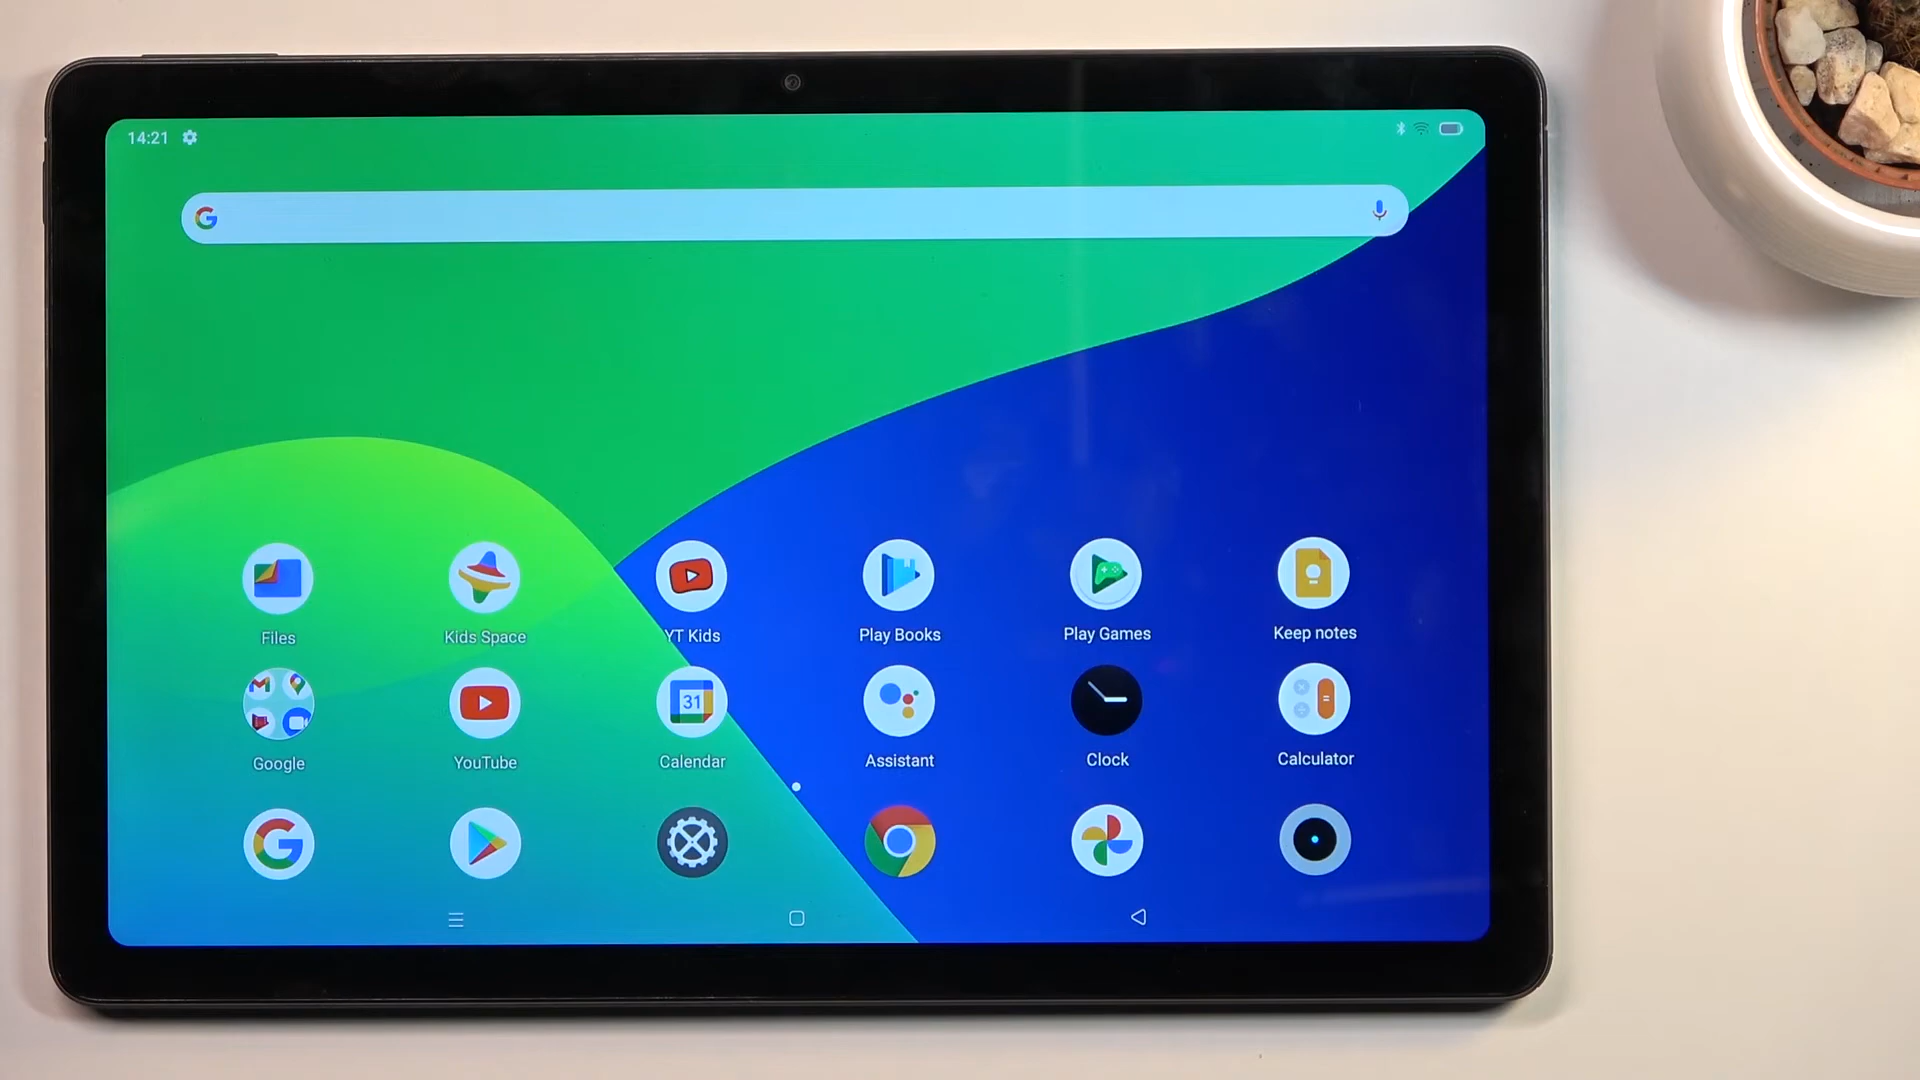 14:21
Files
Kids Space
YT Kids
Play Books
Play Games
Keep notes
31
Google
YouTube
Calendar
Assistant
Clock
Calculator